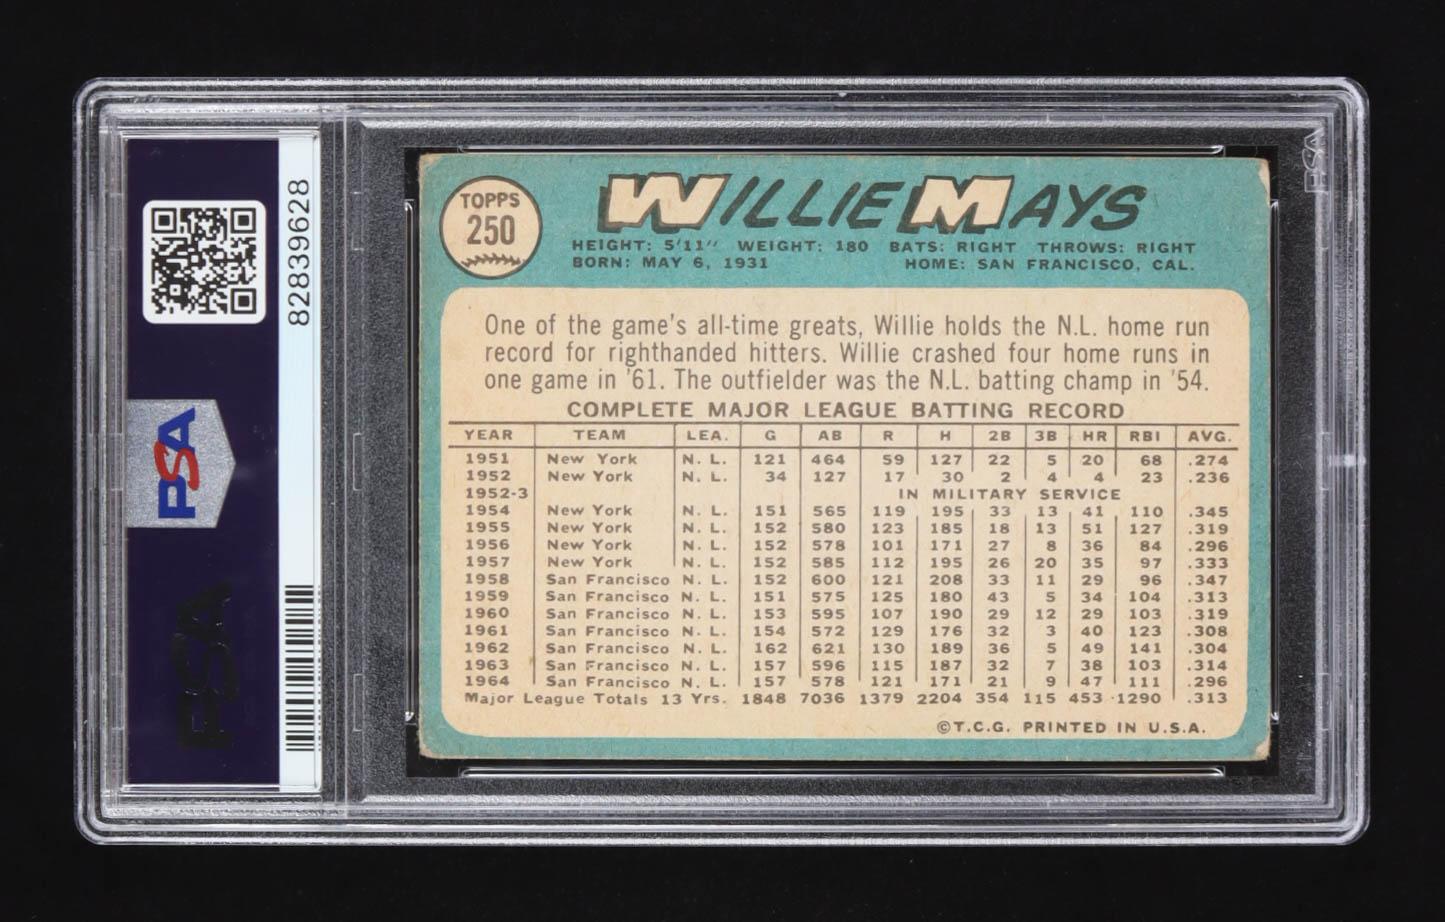 82839628
PSA
PSA
PSA
TOPPS
250
WILLIE MAYS
HEIGHT: 5'11" WEIGHT: 180 BATS: RIGHT THROWS: RIGHT
BORN: MAY 6, 1931 HOME: SAN FRANCISCO, CAL.
One of the game's all-time greats, Willie holds the N.L. home run
record for righthanded hitters. Willie crashed four home runs in
one game in '61. The outfielder was the N.L. batting champ in '54.
COMPLETE MAJOR LEAGUE BATTING RECORD
YEAR TEAM LEA. G AB R H 2B 3B HR RBI AVG.
1951 New York N. L. 121 464 59 127 22 5 20 68 .274
1952 New York N. L. 34 127 17 30 2 4 4 23 .236
1952-3 IN MILITARY SERVICE
1954 New York N. L. 151 565 119 195 33 13 41 110 .345
1955 New York N. L. 152 580 123 185 18 13 51 127 .319
1956 New York N. L. 152 578 101 171 27 8 36 84 .296
1957 New York N. L. 152 585 112 195 26 20 35 97 .333
1958 San Francisco N. L. 152 600 121 208 33 11 29 96 .347
1959 San Francisco N. L. 151 575 125 180 43 5 34 104 .313
1960 San Francisco N. L. 153 595 107 190 29 12 29 103 .319
1961 San Francisco N. L. 154 572 129 176 32 3 40 123 .308
1962 San Francisco N. L. 162 621 130 189 36 5 49 141 .304
1963 San Francisco N. L. 157 596 115 187 32 7 38 103 .314
1964 San Francisco N. L. 157 578 121 171 21 9 47 111 .296
Major League Totals 13 Yrs. 1848 7036 1379 2204 354 115 453 1290 .313
©T.C.G. PRINTED IN U.S.A.